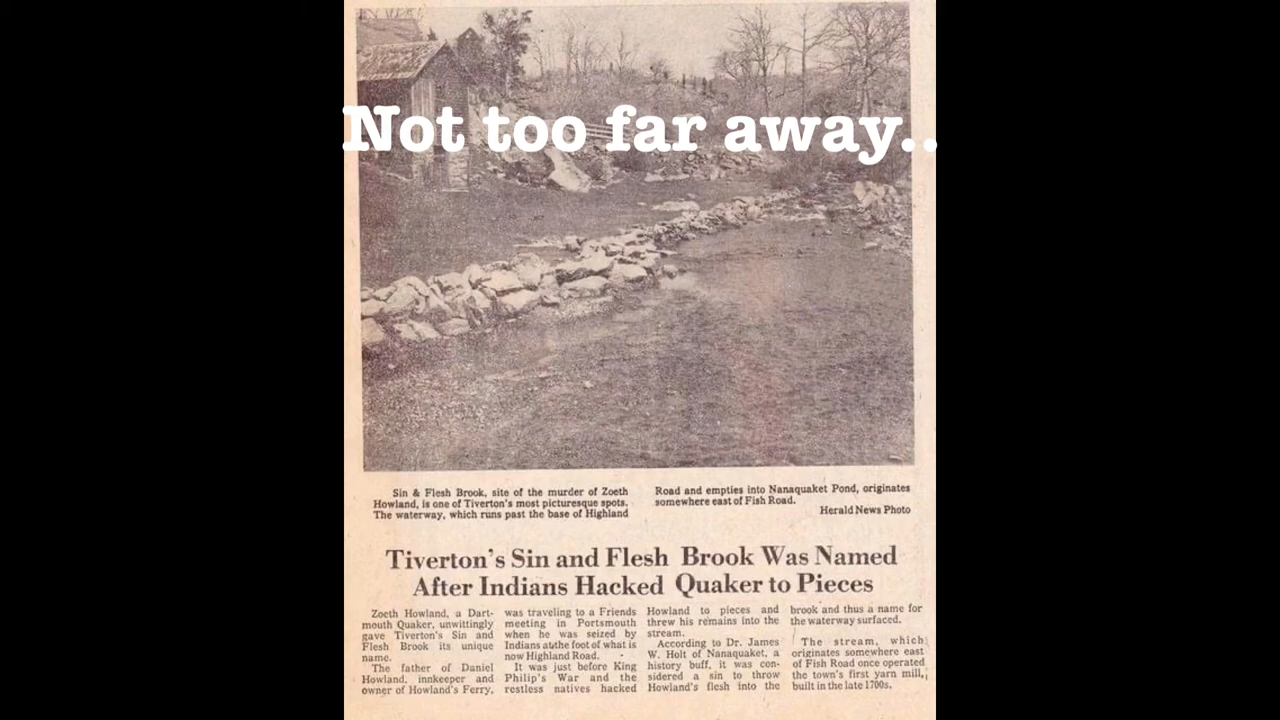 Not too far away..
Sin & Flesh Brook, site of the murder of Zoeth
Howland, is one of Tiverton's most picturesque spots.
The waterway, which runs past the base of Highland
Road and empties into Nanaquaket Pond, originates
somewhere east of Fish Road.
Herald News Photo
Tiverton's Sin and Flesh Brook Was Named
After Indians Hacked Quaker to Pieces
Zoeth Howland, a Dart-
mouth Quaker, unwittingly
gave Tiverton's Sin and
Flesh Brook its unique
name.
The father of Daniel
Howland, innkeeper and
owner of Howland's Ferry,
was traveling to a Friends
meeting in Portsmouth
when he was seized by
Indians at the foot of what is
now Highland Road.
It was just before King
Philip's War and the
restless natives hacked
Howland to pieces and
threw his remains into the
stream.
According to Dr. James
W. Holt of Nanaquaket, a
history buff, it was con-
sidered a sin to throw
Howland's flesh into the
brook and thus a name for
the waterway surfaced.
The stream, which
originates somewhere east
of Fish Road once operated
the town's first yarn mill,
built in the late 1700s.